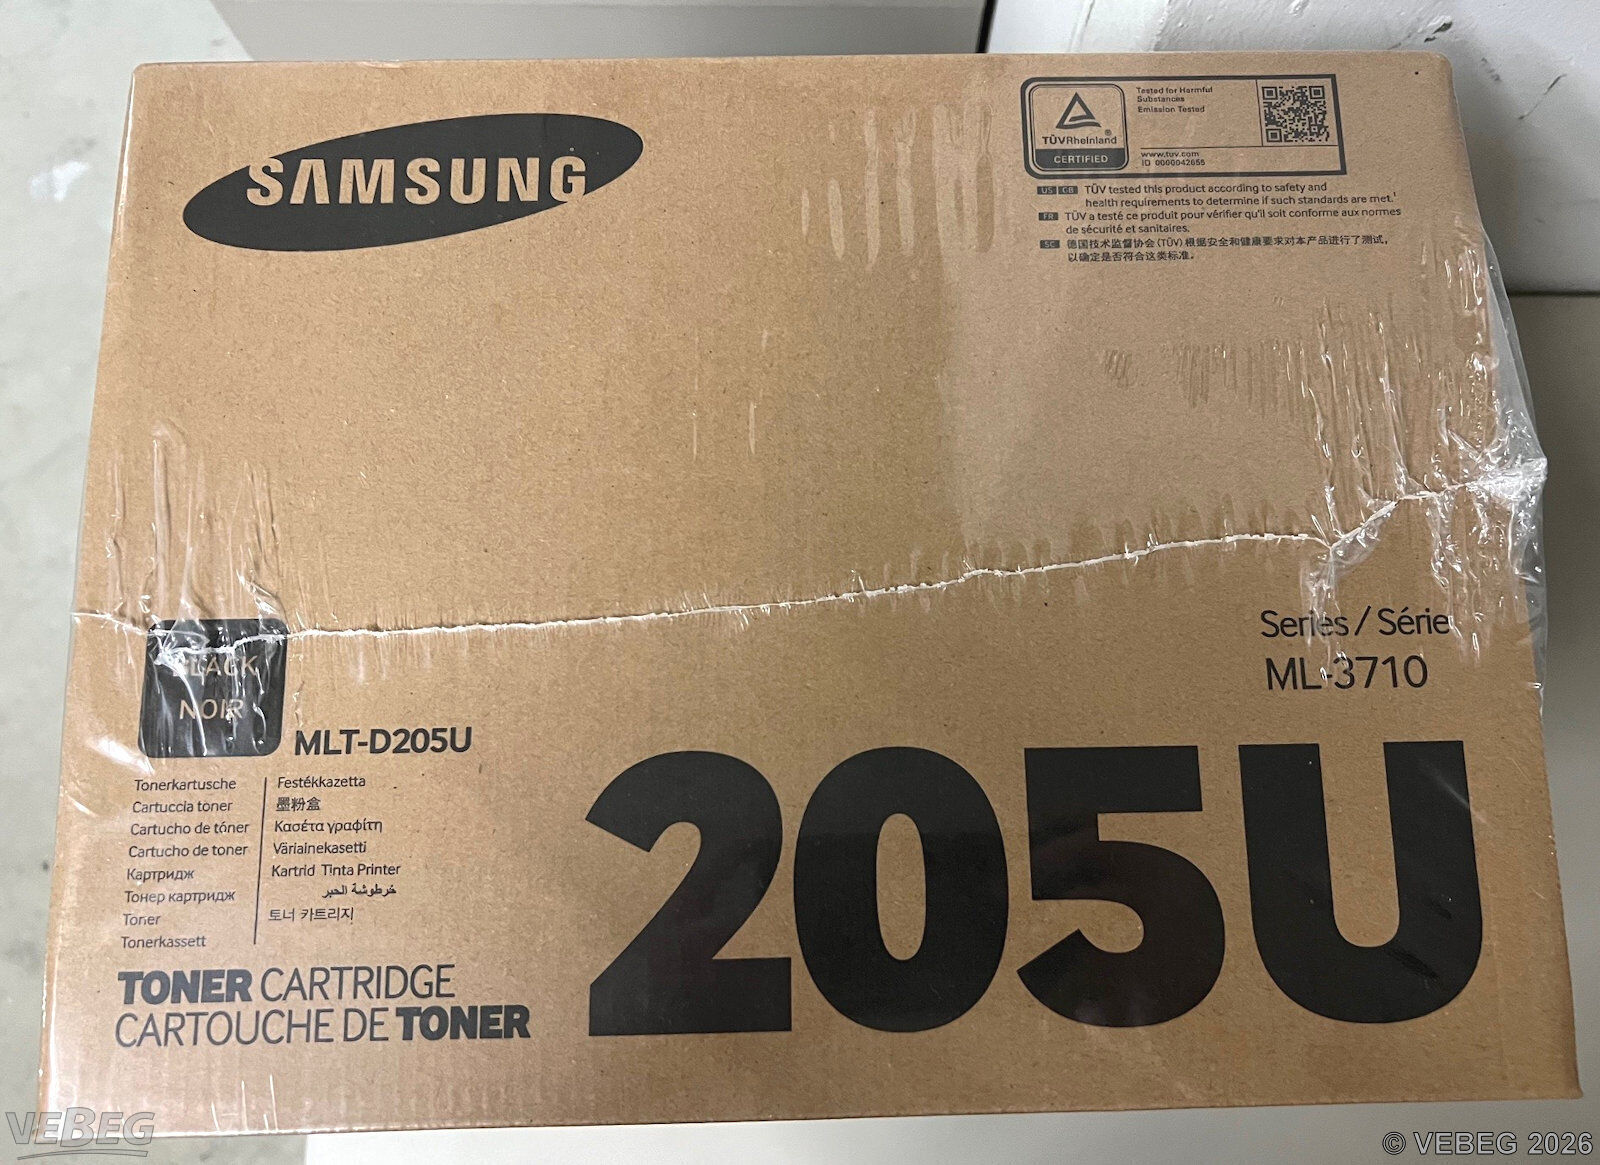 SAMSUNG
TÜVRheinland®
CERTIFIED
Tested for Harmful
Substances
Emission Tested
www.tuv.com
ID 0000042655
US GB TÜV tested this product according to safety and
health requirements to determine if such standards are met.¹
FR TÜV a testé ce produit pour vérifier qu'il soit conforme aux normes
de sécurité et sanitaires.
SC 德国技术监督协会 (TÜV) 根据安全和健康要求对本产品进行了测试，
以确定是否符合这类标准。
Series / Série
ML-3710
BLACK
NOIR
MLT-D205U
Tonerkartusche
Cartuccia toner
Cartucho de tóner
Cartucho de toner
Картридж
Тонер картридж
Toner
Tonerkassett
Festékkazetta
墨粉盒
Κασέτα γραφίτη
Väriainekasetti
Kartrid Tinta Printer
خرطوشة الحبر
토너 카트리지
205U
TONER CARTRIDGE
CARTOUCHE DE TONER
VEBEG
© VEBEG 2026